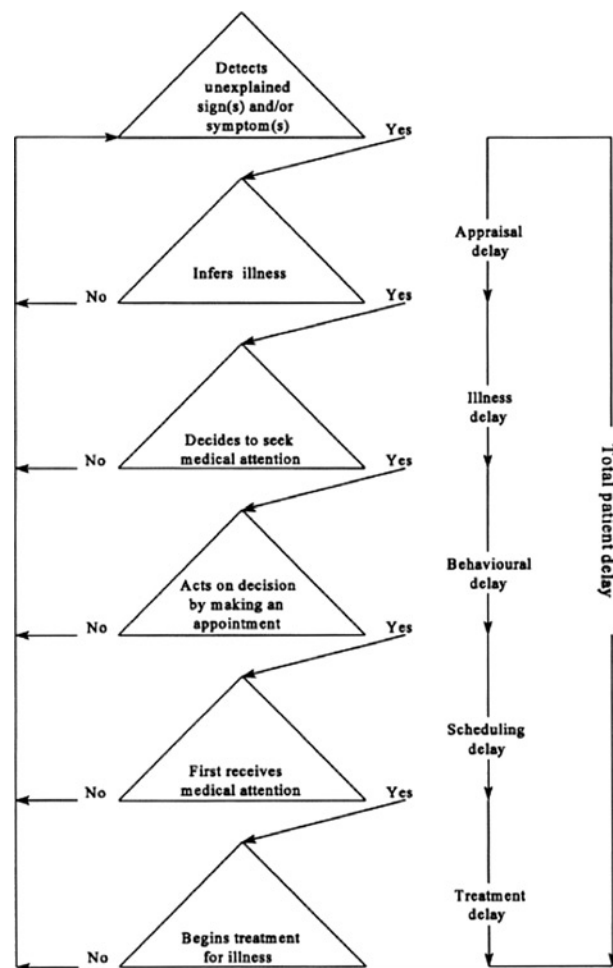 Detects
unexplained
sign(s) and/or
symptom(s)
Yes
Appraisal
delay
Infers illness
No
Yes
Illness
delay
Decides to seek
medical attention
No
Yes
Total patient delay
Behavioural
delay
Acts on decision
by making an
appointment
No
Yes
Scheduling
delay
First receives
medical attention
No
Yes
Treatment
delay
Begins treatment
for illness
No